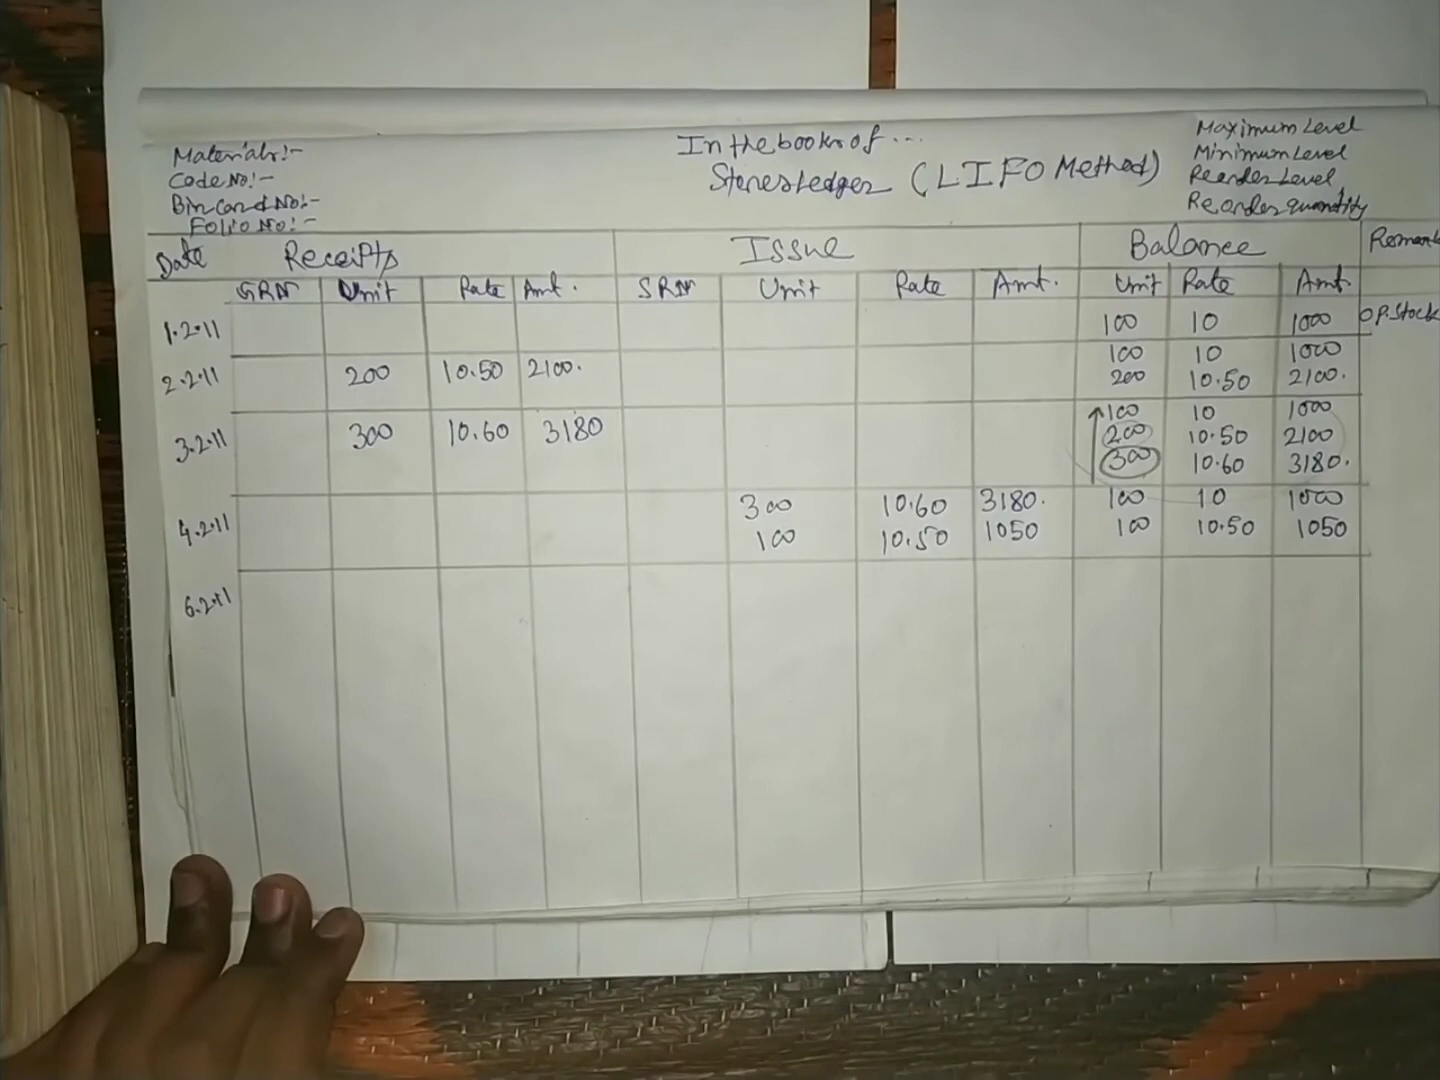 Materials:-
Code No:-
Bin Card No:-
Folio No:-
In the books of ...
Stores Ledger (LIFO Method)
Maximum Level
Minimum Level
Reorder Level
Reorder quantity
Date Receipts Issue Balance Remark
GRN Unit Rate Amt. SRN Unit Rate Amt. Unit Rate Amt.
1.2.11 100 10 1000 OP.Stock
100 10 1000
2.2.11 200 10.50 2100. 200 10.50 2100.
100 10 1000
3.2.11 300 10.60 3180 200 10.50 2100
300 10.60 3180.
4.2.11 300 10.60 3180. 100 10 1000
100 10.50 1050 100 10.50 1050
6.2.11